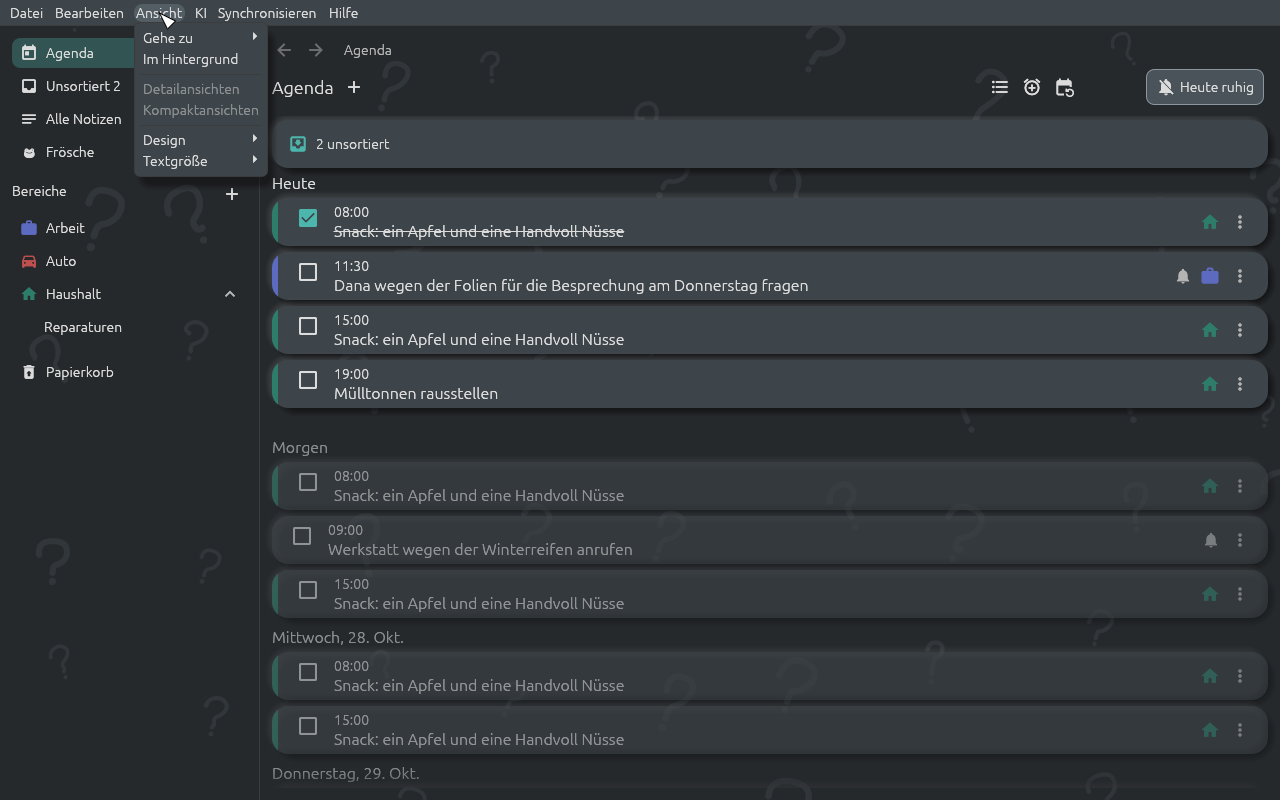 Datei Bearbeiten Ansicht KI Synchronisieren Hilfe
Gehe zu
Im Hintergrund
Detailansichten
Kompaktansichten
Design
Textgröße
Agenda
Unsortiert 2
Alle Notizen
Frösche
Bereiche
Arbeit
Auto
Haushalt
Reparaturen
Papierkorb
Agenda
Agenda
Heute ruhig
2 unsortiert
Heute
08:00
Snack: ein Apfel und eine Handvoll Nüsse
11:30
Dana wegen der Folien für die Besprechung am Donnerstag fragen
15:00
Snack: ein Apfel und eine Handvoll Nüsse
19:00
Mülltonnen rausstellen
Morgen
08:00
Snack: ein Apfel und eine Handvoll Nüsse
09:00
Werkstatt wegen der Winterreifen anrufen
15:00
Snack: ein Apfel und eine Handvoll Nüsse
Mittwoch, 28. Okt.
08:00
Snack: ein Apfel und eine Handvoll Nüsse
15:00
Snack: ein Apfel und eine Handvoll Nüsse
Donnerstag, 29. Okt.